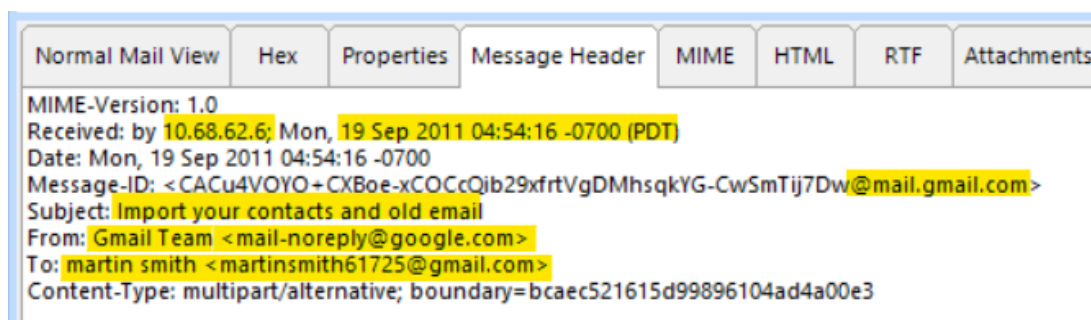 Normal Mail View Hex Properties Message Header MIME HTML RTF Attachments
MIME-Version: 1.0
Received: by 10.68.62.6; Mon, 19 Sep 2011 04:54:16 -0700 (PDT)
Date: Mon, 19 Sep 2011 04:54:16 -0700
Message-ID: <CACu4VOYO+CXBoe-xCOCcQib29xfrtVgDMhsqkYG-CwSmTij7Dw@mail.gmail.com>
Subject: Import your contacts and old email
From: Gmail Team <mail-noreply@google.com>
To: martin smith <martinsmith61725@gmail.com>
Content-Type: multipart/alternative; boundary=bcaec521615d99896104ad4a00e3